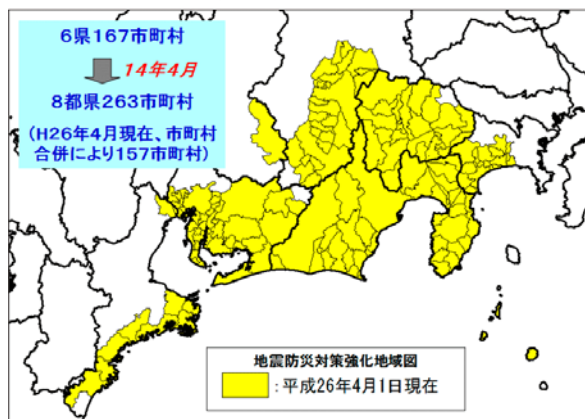 6県167市町村
14年4月
8都県263市町村
(H26年4月現在、市町村
合併により157市町村)
地震防災対策強化地域図
:平成26年4月1日現在